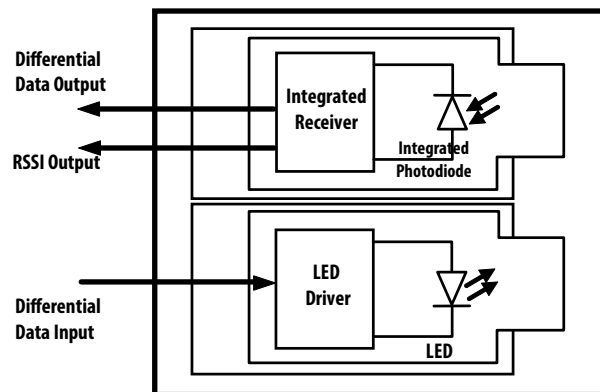 Differential
Data Output
RSSI Output
Integrated
Receiver
Integrated
Photodiode
Differential
Data Input
LED
Driver
LED